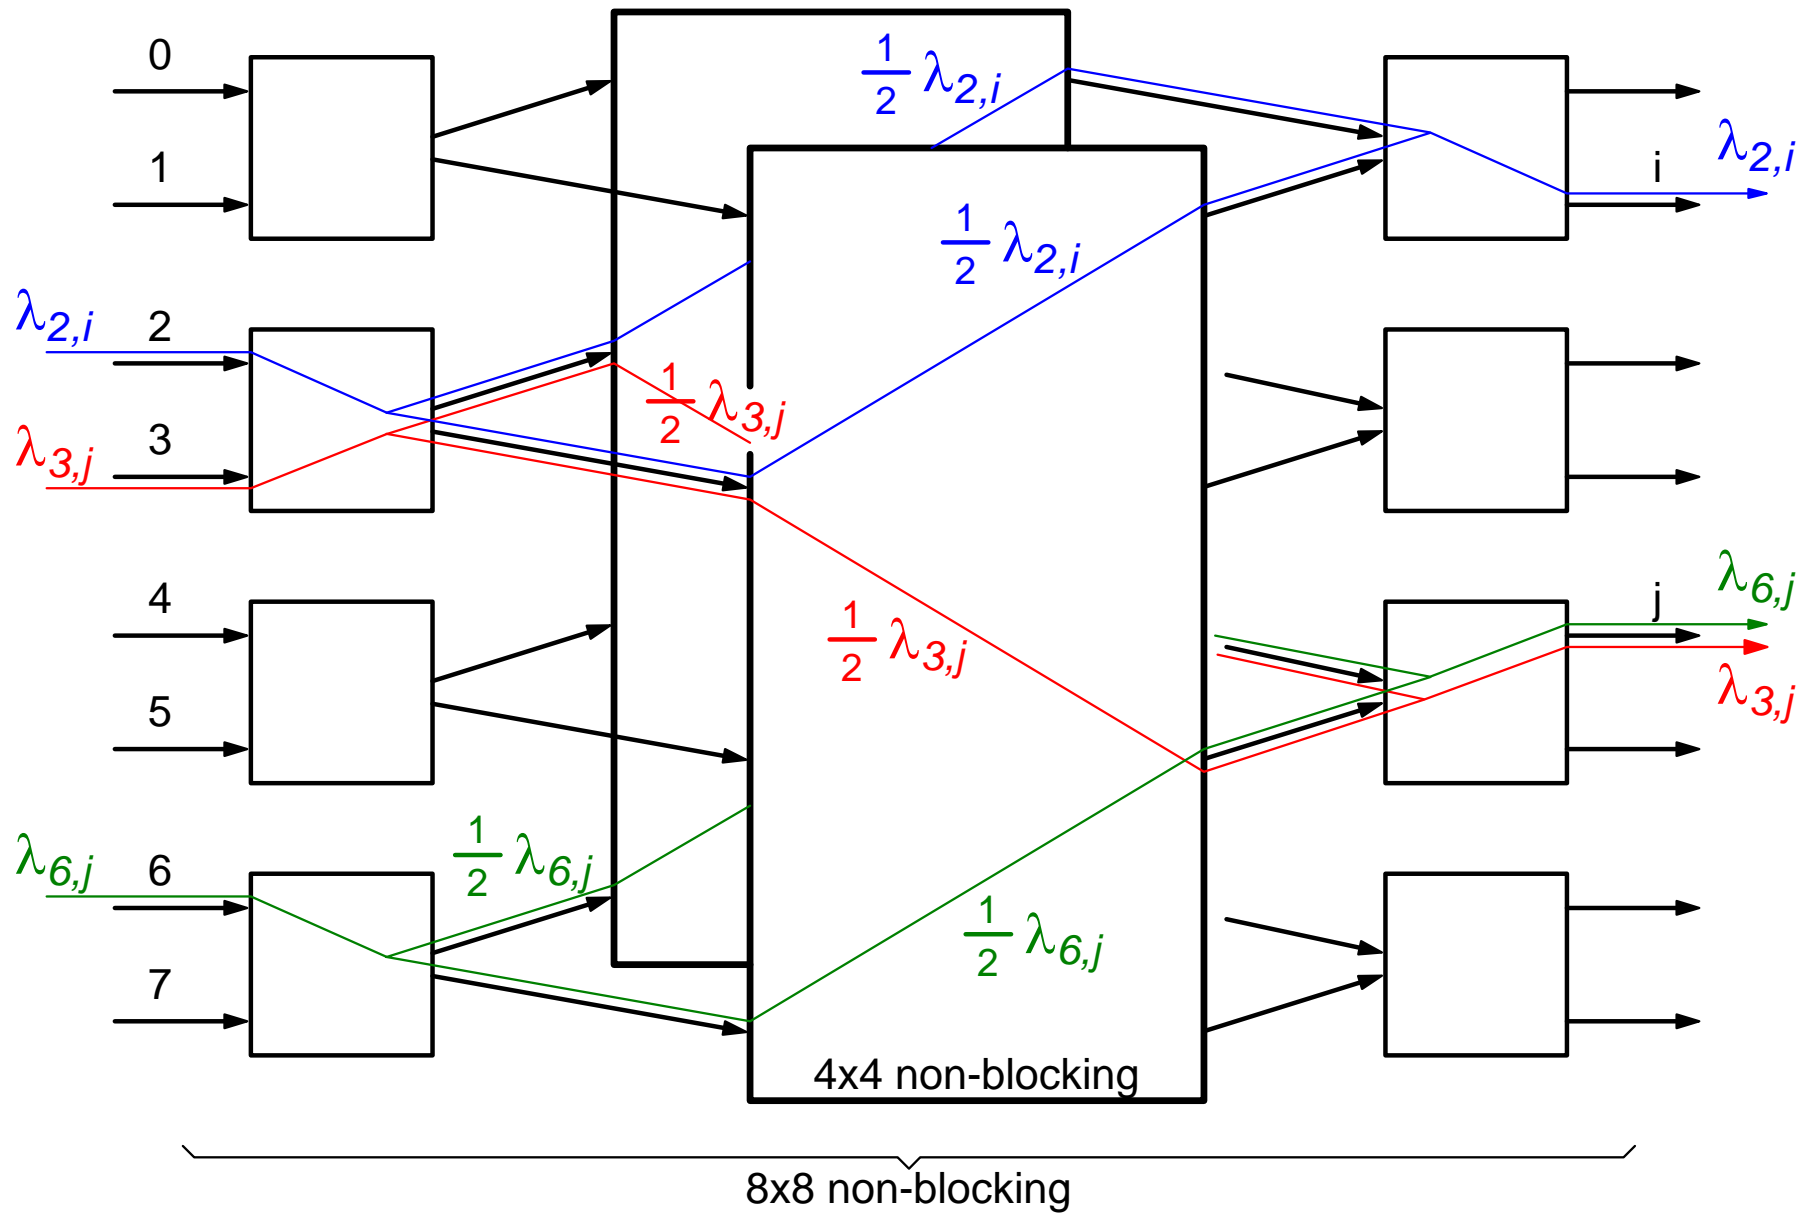 0
½ λ2,i
1
λ2,i
i
½ λ2,i
λ2,i
2
½ λ3,j
λ3,j
3
λ6,j
4
j
½ λ3,j
λ3,j
5
λ6,j
6
½ λ6,j
½ λ6,j
7
4x4 non-blocking
8x8 non-blocking